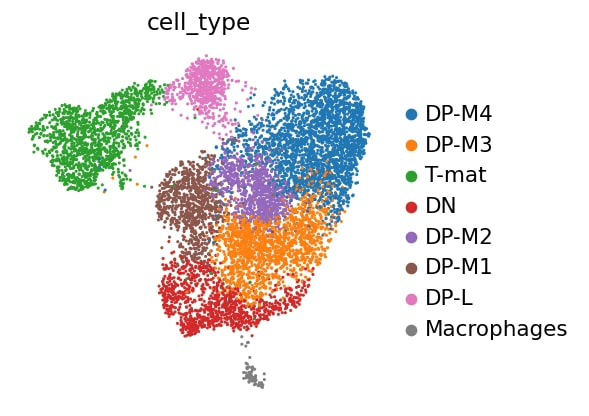 cell_type
DP-M4
DP-M3
T-mat
DN
DP-M2
DP-M1
DP-L
Macrophages